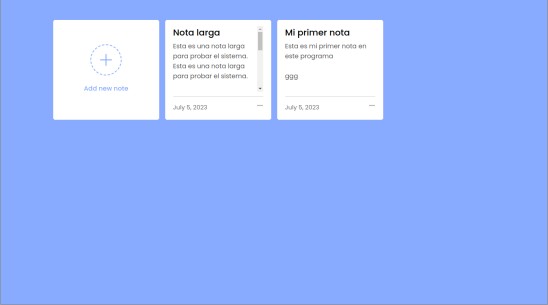 Add new note
Nota larga
Esta es una nota larga
para probar el sistema.
Esta es una nota larga
para probar el sistema.
July 5, 2023
Mi primer nota
Esta es mi primer nota en
este programa
ggg
July 5, 2023